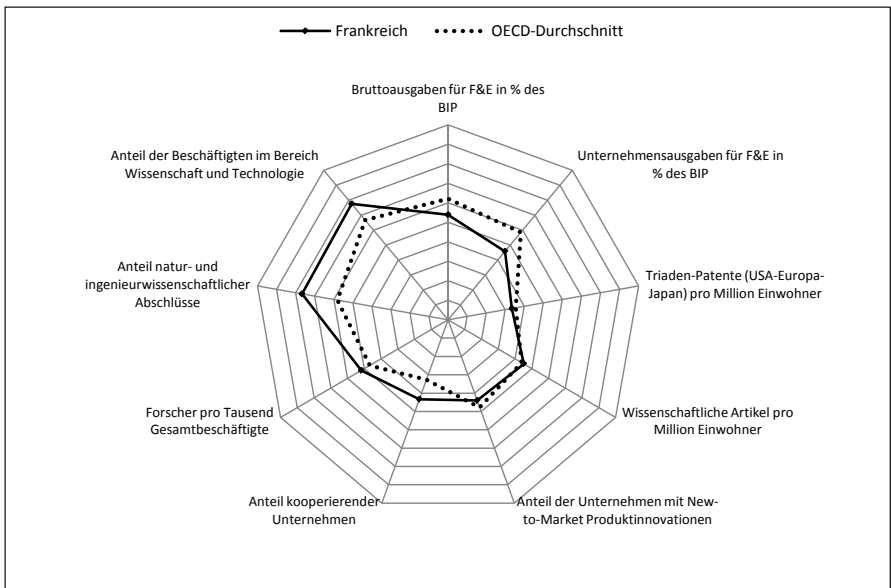 Frankreich OECD-Durchschnitt
Bruttoausgaben für F&E in % des
BIP
Unternehmensausgaben für F&E in
% des BIP
Triaden-Patente (USA-Europa-
Japan) pro Million Einwohner
Wissenschaftliche Artikel pro
Million Einwohner
Anteil der Unternehmen mit New-
to-Market Produktinnovationen
Anteil kooperierender
Unternehmen
Forscher pro Tausend
Gesamtbeschäftigte
Anteil natur- und
ingenieurwissenschaftlicher
Abschlüsse
Anteil der Beschäftigten im Bereich
Wissenschaft und Technologie